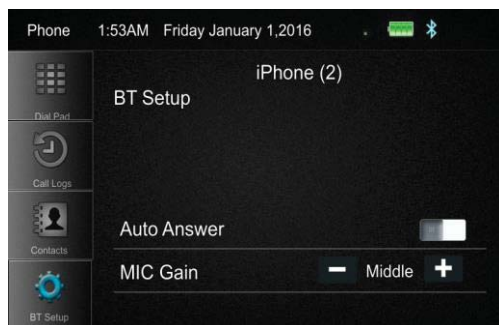 Phone 1:53AM Friday January 1,2016
iPhone (2)
BT Setup
Dial Pad
Call Logs
Contacts
BT Setup
Auto Answer
MIC Gain − Middle +